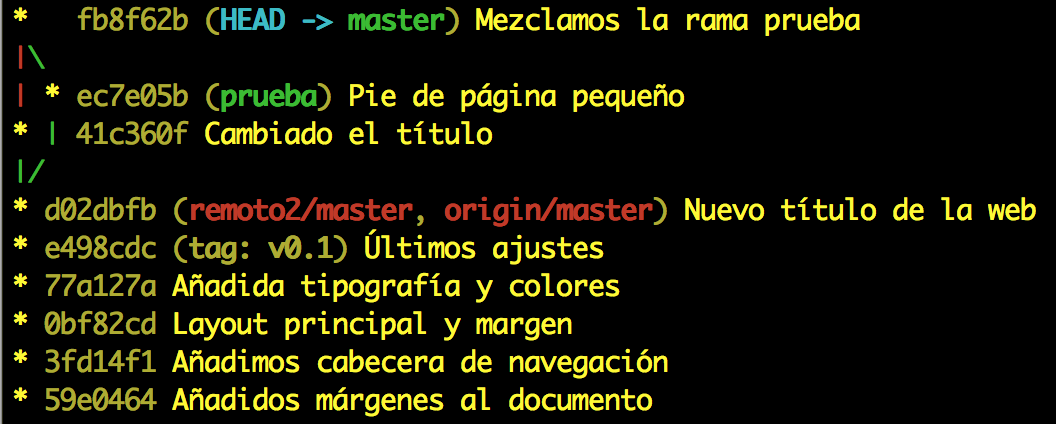 *   fb8f62b (HEAD -> master) Mezclamos la rama prueba
|\
| * ec7e05b (prueba) Pie de página pequeño
* | 41c360f Cambiado el título
|/
* d02dbfb (remoto2/master, origin/master) Nuevo título de la web
* e498cdc (tag: v0.1) Últimos ajustes
* 77a127a Añadida tipografía y colores
* 0bf82cd Layout principal y margen
* 3fd14f1 Añadimos cabecera de navegación
* 59e0464 Añadidos márgenes al documento